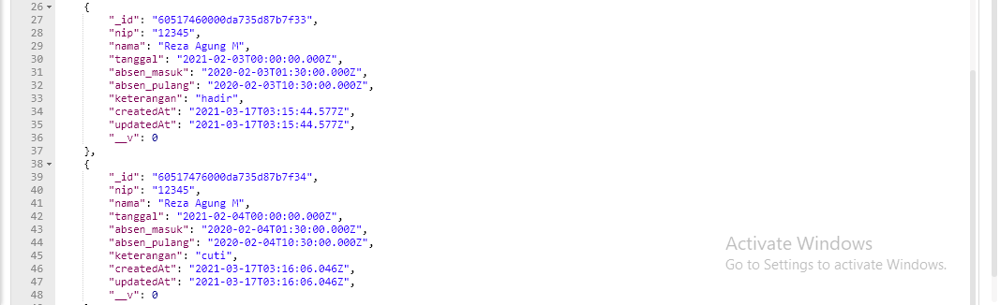 26 {
27 "_id": "60517460000da735d87b7f33",
28 "nip": "12345",
29 "nama": "Reza Agung M",
30 "tanggal": "2021-02-03T00:00:00.000Z",
31 "absen_masuk": "2020-02-03T01:30:00.000Z",
32 "absen_pulang": "2020-02-03T10:30:00.000Z",
33 "keterangan": "hadir",
34 "createdAt": "2021-03-17T03:15:44.577Z",
35 "updatedAt": "2021-03-17T03:15:44.577Z",
36 "__v": 0
37 },
38 {
39 "_id": "60517476000da735d87b7f34",
40 "nip": "12345",
41 "nama": "Reza Agung M",
42 "tanggal": "2021-02-04T00:00:00.000Z",
43 "absen_masuk": "2020-02-04T01:30:00.000Z",
44 "absen_pulang": "2020-02-04T10:30:00.000Z",
45 "keterangan": "cuti",
46 "createdAt": "2021-03-17T03:16:06.046Z",
47 "updatedAt": "2021-03-17T03:16:06.046Z",
48 "__v": 0
Activate Windows
Go to Settings to activate Windows.